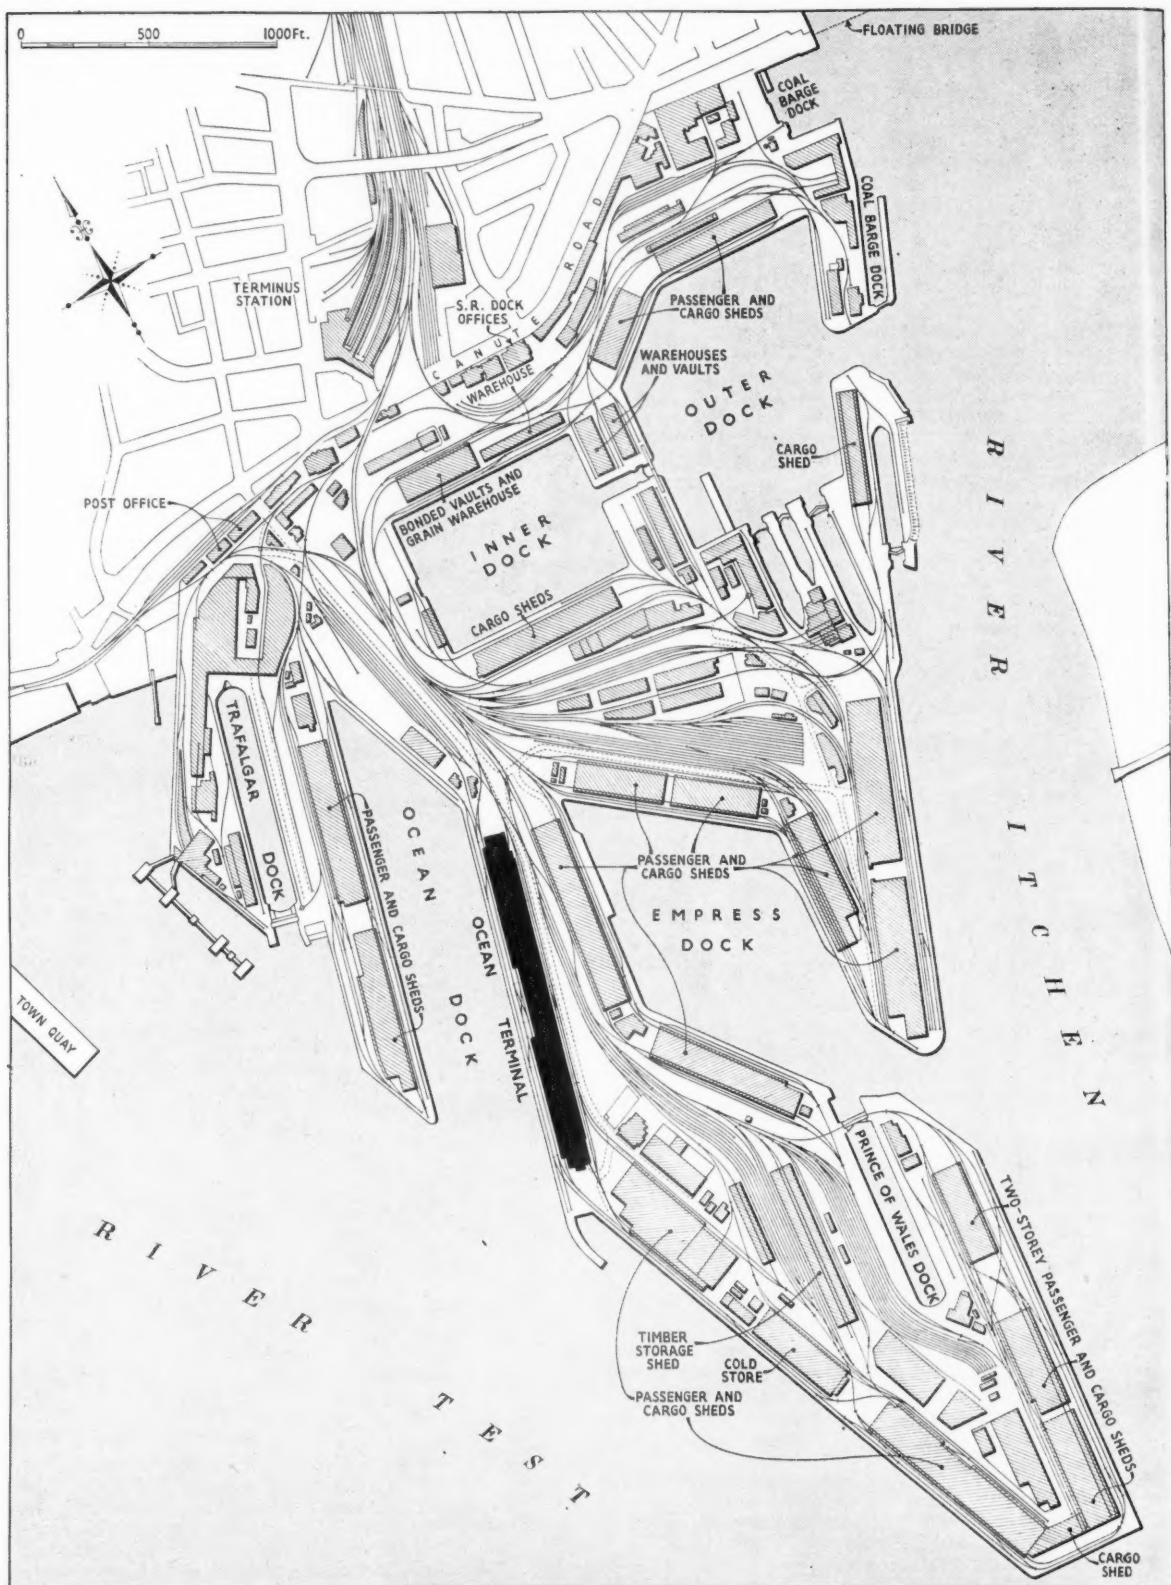 0 500 1000Ft.
FLOATING BRIDGE
COAL
BARGE
DOCK
COAL BARGE DOCK
TERMINUS
STATION
S.R. DOCK
OFFICES
CANUTE ROAD
WAREHOUSE
PASSENGER AND
CARGO SHEDS
WAREHOUSES
AND VAULTS
OUTER
DOCK
CARGO
SHED
POST OFFICE
BONDED VAULTS AND
GRAIN WAREHOUSE
INNER
DOCK
CARGO SHEDS
RIVER ITCHEN
TRAFALGAR
DOCK
PASSENGER AND CARGO SHEDS
OCEAN
DOCK
OCEAN
TERMINAL
PASSENGER AND
CARGO SHEDS
EMPRESS
DOCK
TOWN QUAY
PRINCE OF WALES DOCK
TWO-STOREY PASSENGER AND CARGO SHEDS
RIVER TEST
TIMBER
STORAGE
SHED
COLD
STORE
PASSENGER AND
CARGO SHEDS
CARGO
SHED